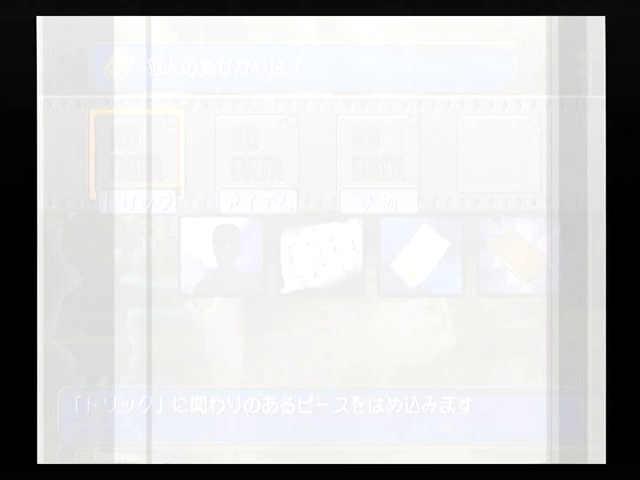 犯人の気がかりは？
NO DATA NO DATA NO DATA
トリック アイテム 人物
「トリック」に関わりのあるピースをはめ込みます